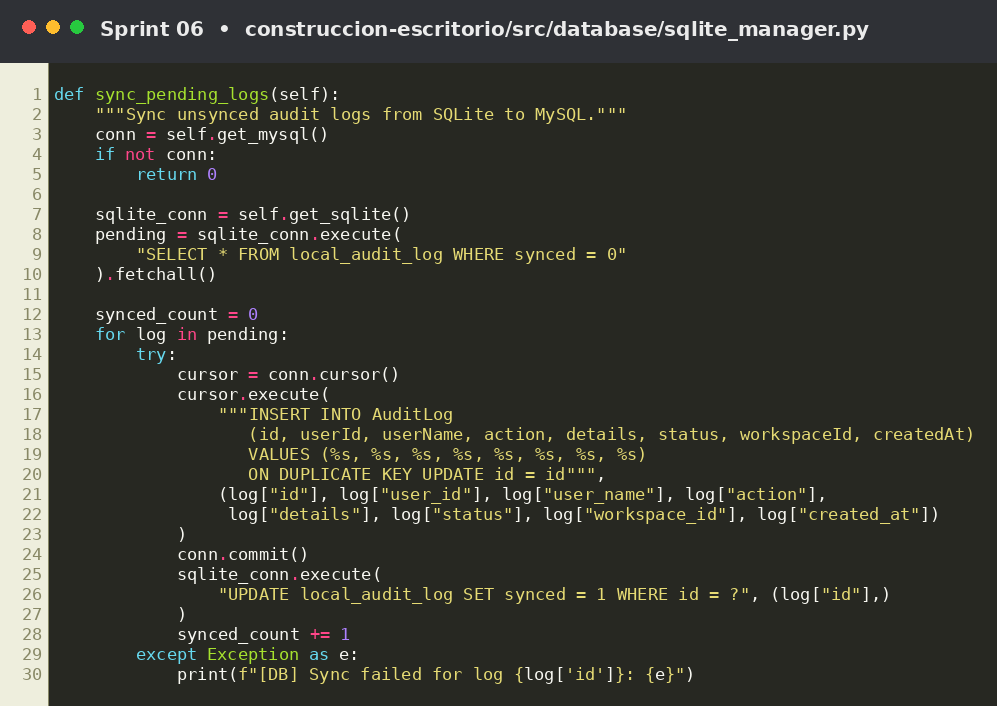 Sprint 06 • construccion-escritorio/src/database/sqlite_manager.py
1 def sync_pending_logs(self):
2     """Sync unsynced audit logs from SQLite to MySQL."""
3     conn = self.get_mysql()
4     if not conn:
5         return 0
6
7     sqlite_conn = self.get_sqlite()
8     pending = sqlite_conn.execute(
9         "SELECT * FROM local_audit_log WHERE synced = 0"
10     ).fetchall()
11
12     synced_count = 0
13     for log in pending:
14         try:
15             cursor = conn.cursor()
16             cursor.execute(
17                 """INSERT INTO AuditLog
18                    (id, userId, userName, action, details, status, workspaceId, createdAt)
19                    VALUES (%s, %s, %s, %s, %s, %s, %s, %s)
20                    ON DUPLICATE KEY UPDATE id = id""",
21                 (log["id"], log["user_id"], log["user_name"], log["action"],
22                  log["details"], log["status"], log["workspace_id"], log["created_at"])
23             )
24             conn.commit()
25             sqlite_conn.execute(
26                 "UPDATE local_audit_log SET synced = 1 WHERE id = ?", (log["id"],)
27             )
28             synced_count += 1
29         except Exception as e:
30             print(f"[DB] Sync failed for log {log['id']}: {e}")